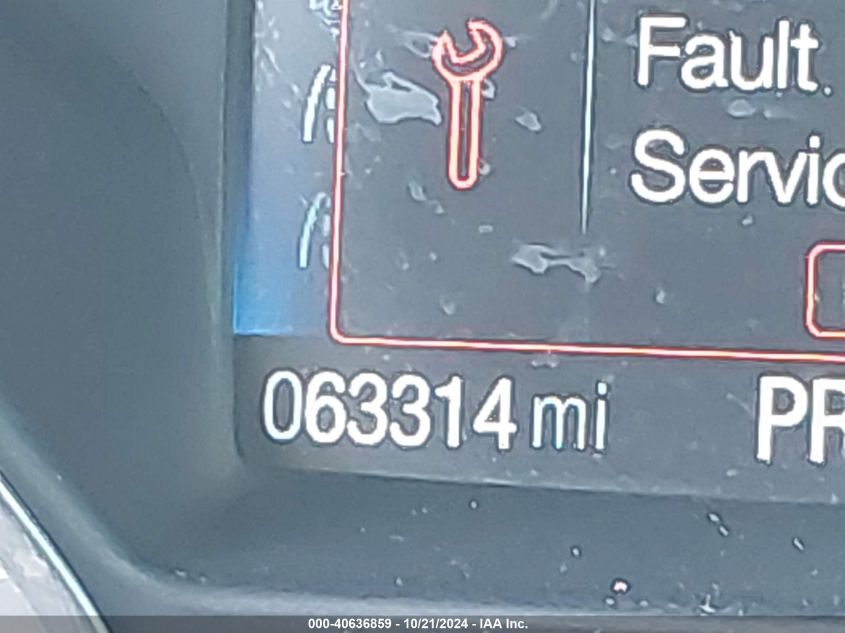 Fault.
Servic
063314 mi
PR
000-40636859 - 10/21/2024 - IAA Inc.